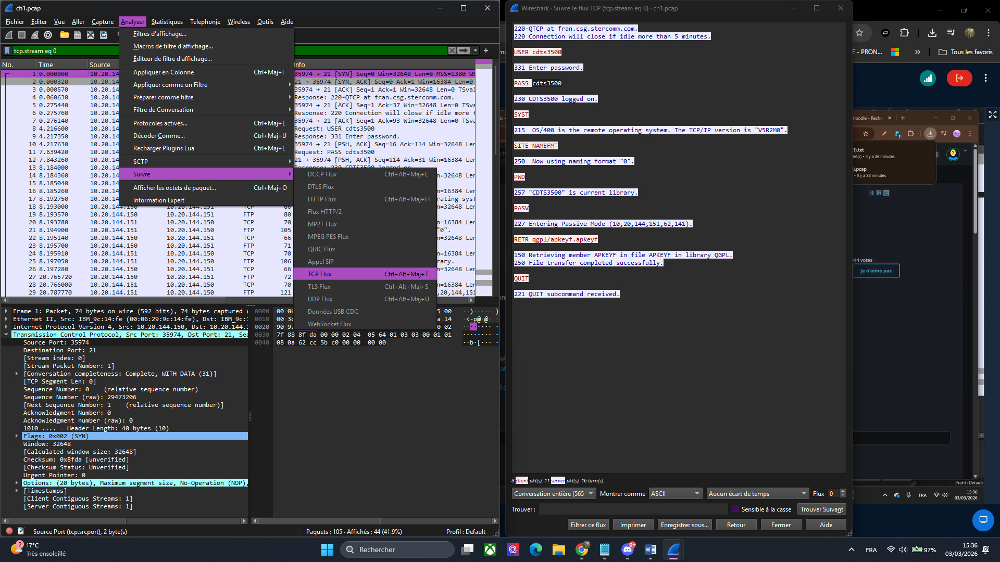 ch1.pcap
Fichier Editer Vue Aller Capture Analyser Statistiques Telephonie Wireless Outils Aide
tcp.stream eq 0
No. Time Source Info
1 0.000000 10.20.144 35974 → 21 [SYN] Seq=0 Win=32648 Len=0 MSS=1380 WS
2 0.000320 10.20.144 21 → 35974 [SYN, ACK] Seq=0 Ack=1 Win=16384 Len=0
3 0.000570 10.20.144 35974 → 21 [ACK] Seq=1 Ack=1 Win=32648 Len=0 TSval
4 0.060630 10.20.144 Response: 220-QTCP at fran.csg.stercomm.com.
5 0.275440 10.20.144 35974 → 21 [ACK] Seq=1 Ack=37 Win=32648 Len=0 TSv
6 0.275760 10.20.144 Response: 220 Connection will close if idle more t
7 0.276140 10.20.144 35974 → 21 [ACK] Seq=1 Ack=93 Win=32648 Len=0 TSv
8 4.216600 10.20.144 Request: USER cdts3500
9 4.217350 10.20.144 Response: 331 Enter password.
10 4.217630 10.20.144 35974 → 21 [PSH, ACK] Seq=16 Ack=114 Win=32648 Len
11 7.639420 10.20.144 Request: PASS cdts3500
12 7.843260 10.20.144 21 → 35974 [PSH, ACK] Seq=114 Ack=31 Win=16384 Len
13 8.184000 10.20.144
14 8.184360 10.20.144 n=32648 Ler
15 8.185040 10.20.144
16 8.185260 10.20.144 n=16384 Ler
17 8.192750 10.20.144 erating syst
18 8.193000 10.20.144.150 10.20.144.151 TCP 66 n=32648 Ler
19 8.193570 10.20.144.150 10.20.144.151 FTP 80
20 8.193780 10.20.144.151 10.20.144.150 TCP 70 n=16384 Ler
21 8.194900 10.20.144.151 10.20.144.150 FTP 105 "0".
22 8.195140 10.20.144.150 10.20.144.151 TCP 66 n=32648 Ler
23 8.195700 10.20.144.150 10.20.144.151 FTP 71
24 8.195910 10.20.144.151 10.20.144.150 TCP 70 n=16384 Ler
25 8.197050 10.20.144.151 10.20.144.150 FTP 106 rary.
26 8.197280 10.20.144.150 10.20.144.151 TCP 66 n=32648 Ler
27 20.765720 10.20.144.150 10.20.144.151 FTP 72
28 20.766000 10.20.144.151 10.20.144.150 TCP 70 n=16384 Ler
29 20.787770 10.20.144.151 10.20.144.150 FTP 121 ,20,144,151
Filtres d'affichage...
Macros de filtre d'affichage...
Éditeur de filtre d'affichage...
Appliquer en Colonne Ctrl+Maj+I
Appliquer comme un Filtre
Préparer comme filtre
Filtre de Conversation
Protocoles activés... Ctrl+Maj+E
Décoder Comme... Ctrl+Maj+U
Recharger Plugins Lua Ctrl+Maj+L
SCTP
Suivre
Afficher les octets de paquet... Ctrl+Maj+O
Information Expert
DCCP Flux Ctrl+Alt+Maj+E
DTLS Flux
HTTP Flux Ctrl+Alt+Maj+H
Flux HTTP/2
MP2T Flux
MPEG PES Flux
QUIC Flux
Appel SIP
TCP Flux Ctrl+Alt+Maj+T
TLS Flux Ctrl+Alt+Maj+S
UDP Flux Ctrl+Alt+Maj+U
Données USB CDC
WebSocket Flux
Frame 1: Packet, 74 bytes on wire (592 bits), 74 bytes captured (
Ethernet II, Src: IBM_9c:14:fe (00:06:29:9c:14:fe), Dst: IBM_9c:1
Internet Protocol Version 4, Src: 10.20.144.150, Dst: 10.20.144.1
Transmission Control Protocol, Src Port: 35974, Dst Port: 21, Sec
Source Port: 35974
Destination Port: 21
[Stream index: 0]
[Stream Packet Number: 1]
[Conversation completeness: Complete, WITH_DATA (31)]
[TCP Segment Len: 0]
Sequence Number: 0 (relative sequence number)
Sequence Number (raw): 29473206
[Next Sequence Number: 1 (relative sequence number)]
Acknowledgment Number: 0
Acknowledgment number (raw): 0
1010 .... = Header Length: 40 bytes (10)
Flags: 0x002 (SYN)
Window: 32648
[Calculated window size: 32648]
Checksum: 0x8fda [unverified]
[Checksum Status: Unverified]
Urgent Pointer: 0
Options: (20 bytes), Maximum segment size, No-Operation (NOP),
[Timestamps]
[Client Contiguous Streams: 1]
[Server Contiguous Streams: 1]
0000 00 06 5 00 ··)····· )
0010 00 3c a 14 <·p@·@·
0020 90 97 0 02
0030 7f 88 8f da 00 00 02 04 05 64 01 03 03 00 01 01
0040 08 0a 62 cc 5b c0 00 00 00 00 ··b·[···
Source Port (tcp.srcport), 2 byte(s) Paquets : 105 · Affichés : 44 (41.9%) Profil : Default
Wireshark · Suivre le flux TCP (tcp.stream eq 0) · ch1.pcap
220-QTCP at fran.csg.stercomm.com.
220 Connection will close if idle more than 5 minutes.
USER cdts3500
331 Enter password.
PASS cdts3500
230 CDTS3500 logged on.
SYST
215  OS/400 is the remote operating system. The TCP/IP version is "V5R2M0".
SITE NAMEFMT
250  Now using naming format "0".
PWD
257 "CDTS3500" is current library.
PASV
227 Entering Passive Mode (10,20,144,151,62,141).
RETR qgpl/apkeyf.apkeyf
150 Retrieving member APKEYF in file APKEYF in library QGPL.
250 File transfer completed successfully.
QUIT
221 QUIT subcommand received.
8 client pkt(s), 11 server pkt(s), 16 turn(s).
Conversation entière (565 Montrer comme ASCII Aucun écart de temps Flux 0
Trouver : Sensible à la casse Trouver Suivant
Filtrer ce flux Imprimer Enregistrer sous... Retour Fermer Aide
E - PRON... Tous les favoris
moodle - Reche
(1).txt
• Il y a 26 minutes
).pcap
• Il y a 28 minutes
514 votes
Je n'aime pas
Profil : Default
FRA 15:36
03/03/2026
2 17°C
Très ensoleillé
Rechercher
9+
FRA 97% 15:36
03/03/2026